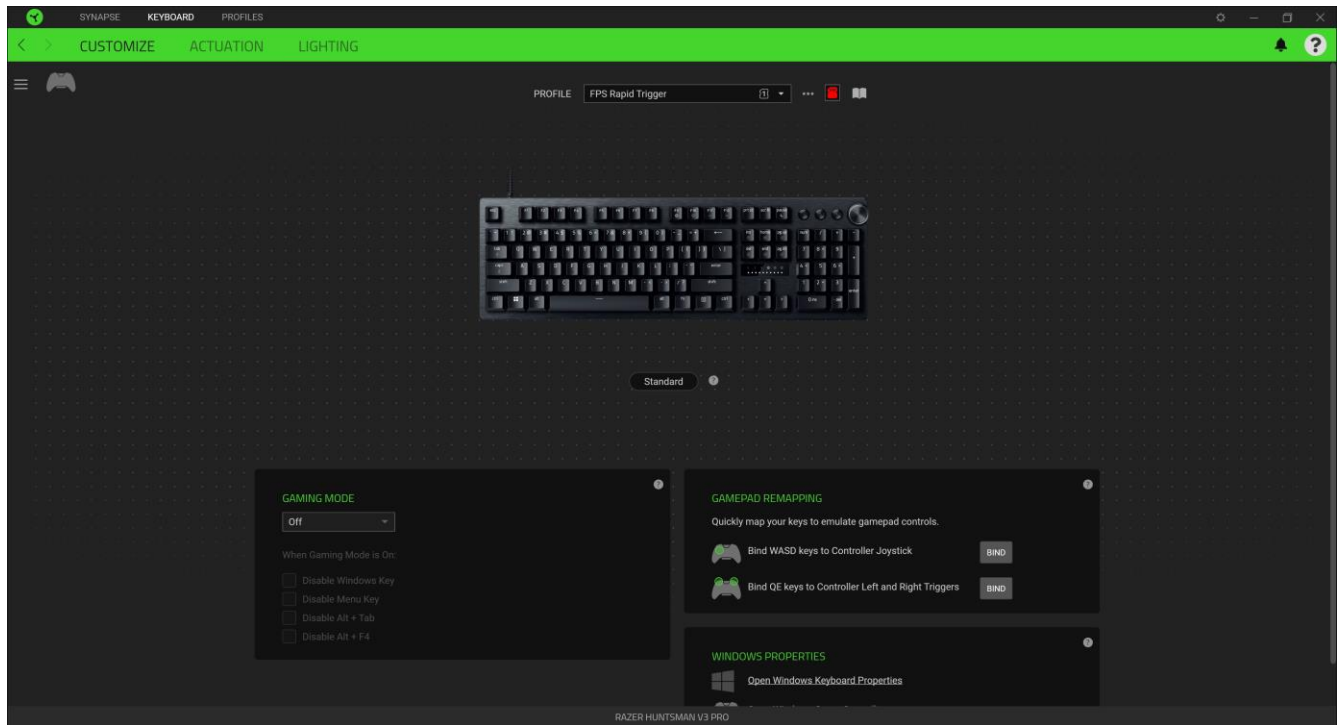 SYNAPSE KEYBOARD PROFILES
CUSTOMIZE ACTUATION LIGHTING
PROFILE FPS Rapid Trigger 1
Standard ?
GAMING MODE
Off
When Gaming Mode is On:
Disable Windows Key
Disable Menu Key
Disable Alt + Tab
Disable Alt + F4
GAMEPAD REMAPPING
Quickly map your keys to emulate gamepad controls.
Bind WASD keys to Controller Joystick BIND
Bind QE keys to Controller Left and Right Triggers BIND
WINDOWS PROPERTIES
Open Windows Keyboard Properties
RAZER HUNTSMAN V3 PRO